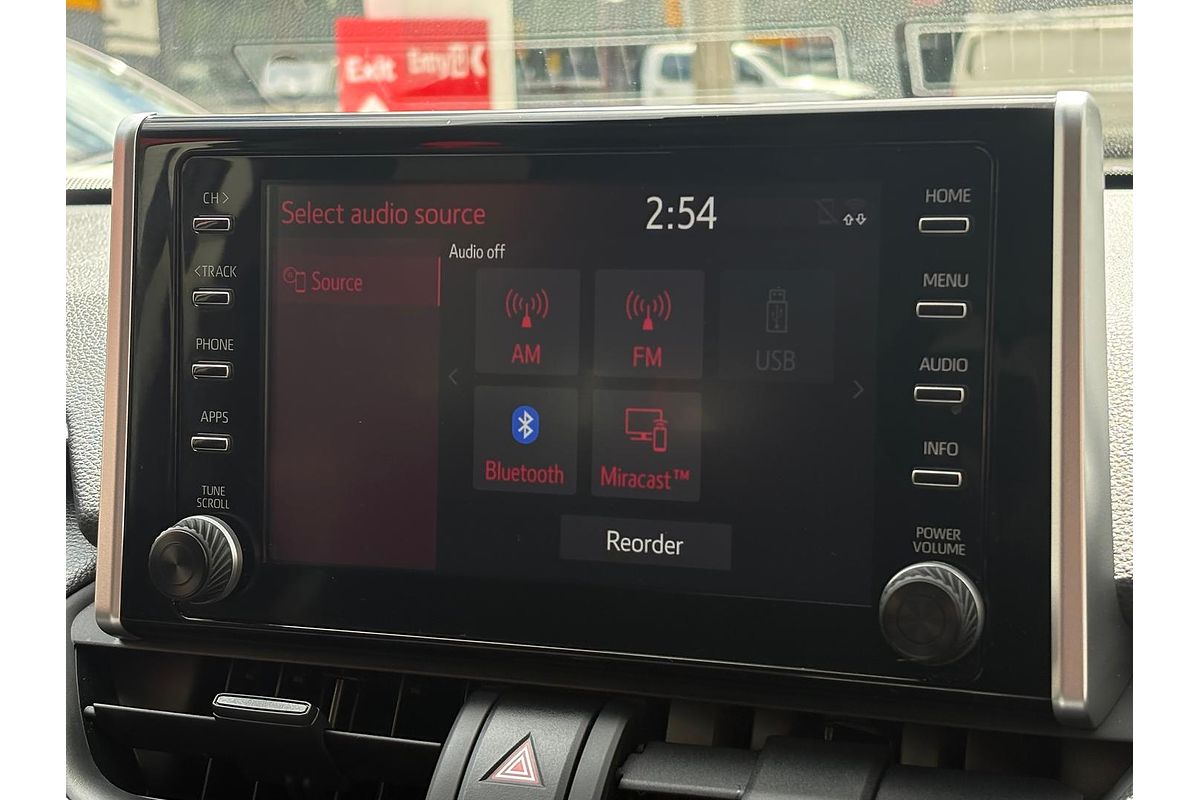 Exit Entry
CH>
<TRACK
PHONE
APPS
TUNE
SCROLL
Select audio source
2:54
Audio off
Source
AM
FM
USB
Bluetooth
Miracast™
Reorder
HOME
MENU
AUDIO
INFO
POWER
VOLUME